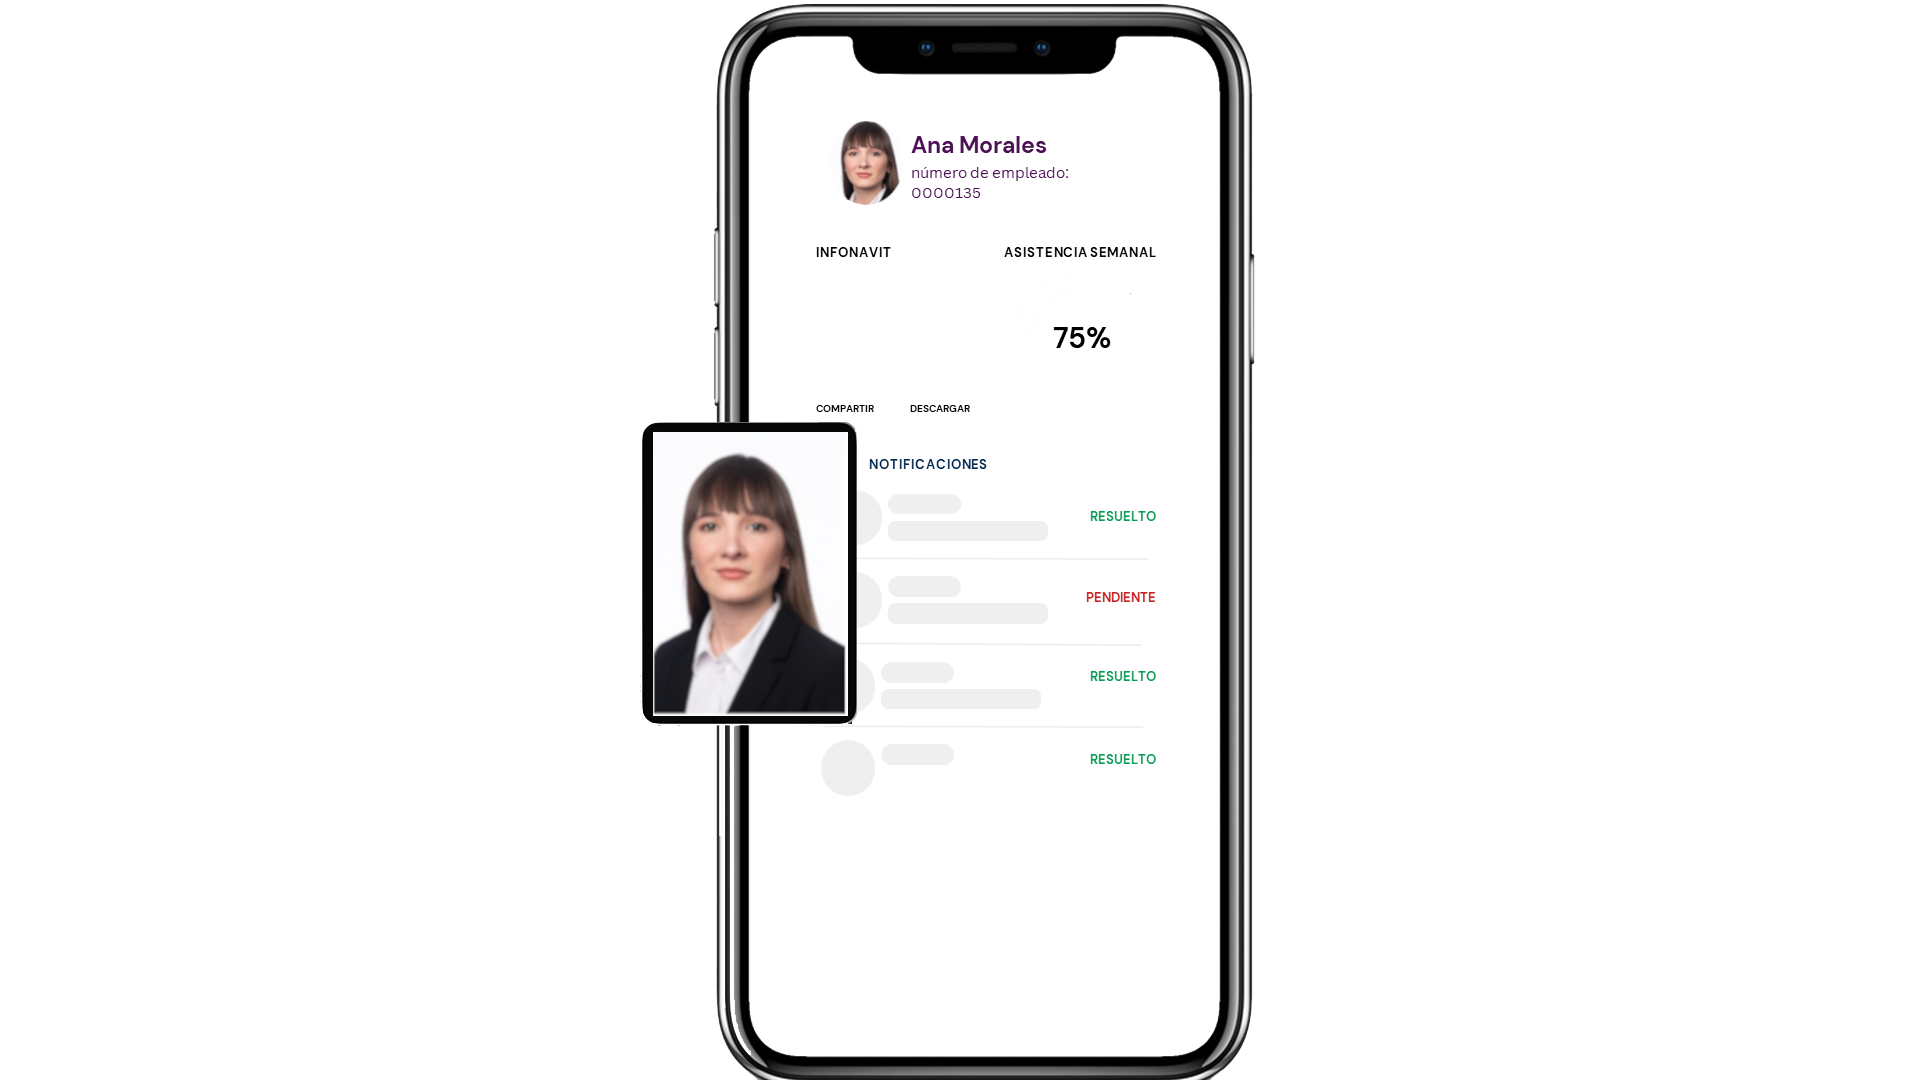 Ana Morales
número de empleado:
0000135
INFONAVIT
ASISTENCIA SEMANAL
75%
COMPARTIR
DESCARGAR
NOTIFICACIONES
RESUELTO
PENDIENTE
RESUELTO
RESUELTO